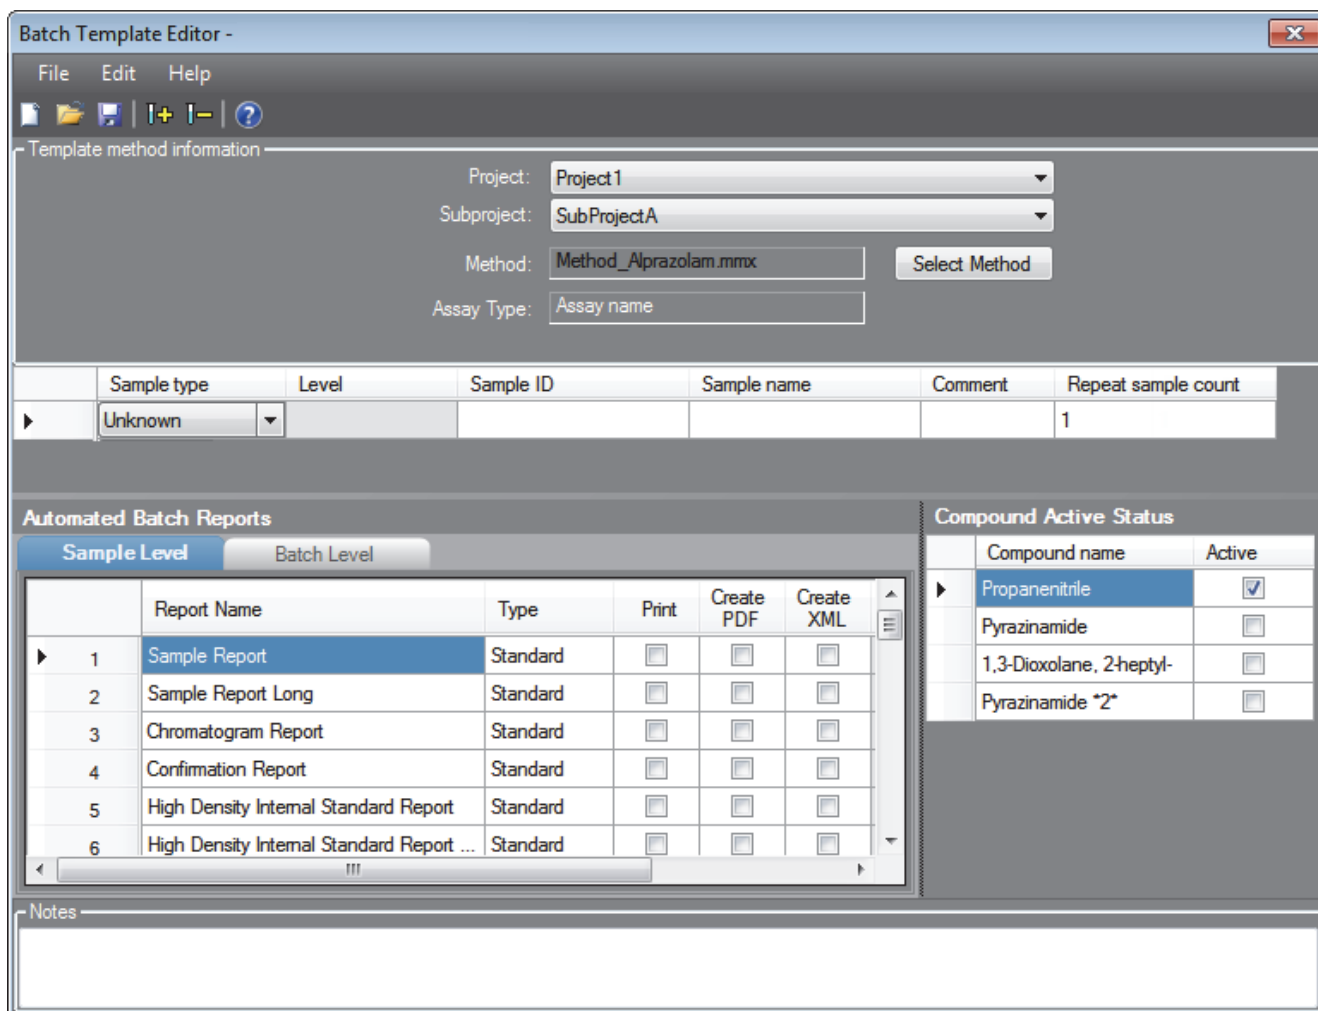 Batch Template Editor -
File Edit Help
Template method information
Project: Project1
Subproject: SubProjectA
Method: Method_Alprazolam.mmx Select Method
Assay Type: Assay name
Sample type Level Sample ID Sample name Comment Repeat sample count
Unknown 1
Automated Batch Reports
Sample Level Batch Level
Report Name Type Print Create PDF Create XML
1 Sample Report Standard
2 Sample Report Long Standard
3 Chromatogram Report Standard
4 Confirmation Report Standard
5 High Density Internal Standard Report Standard
6 High Density Internal Standard Report ... Standard
Compound Active Status
Compound name Active
Propanenitrile
Pyrazinamide
1,3-Dioxolane, 2-heptyl-
Pyrazinamide *2*
Notes